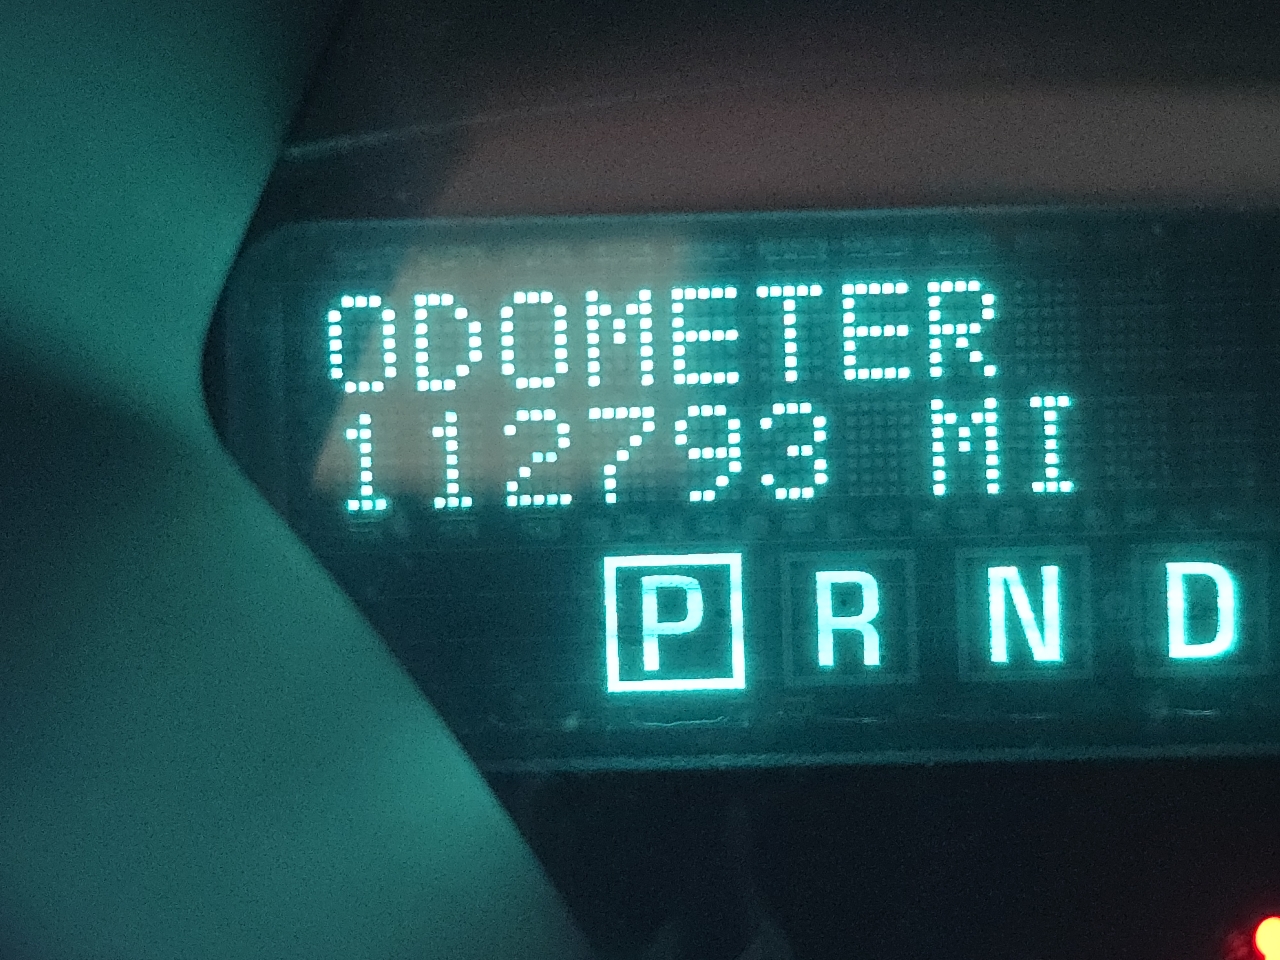 ODOMETER
112793 MI
P R N D